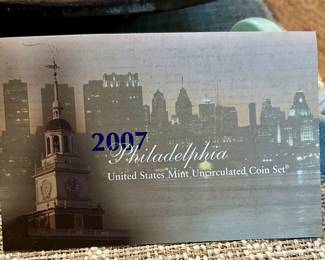 2007
Philadelphia
United States Mint Uncirculated Coin Set®